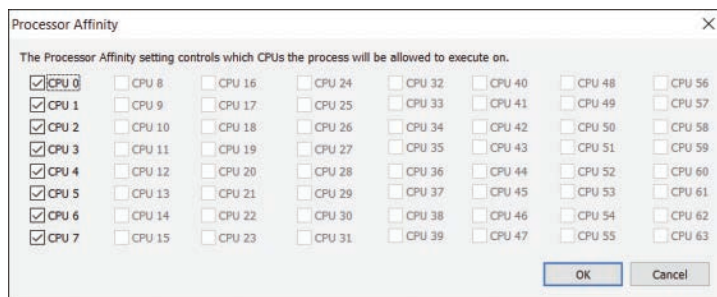 Processor Affinity
The Processor Affinity setting controls which CPUs the process will be allowed to execute on.
CPU 0 CPU 8 CPU 16 CPU 24 CPU 32 CPU 40 CPU 48 CPU 56
CPU 1 CPU 9 CPU 17 CPU 25 CPU 33 CPU 41 CPU 49 CPU 57
CPU 2 CPU 10 CPU 18 CPU 26 CPU 34 CPU 42 CPU 50 CPU 58
CPU 3 CPU 11 CPU 19 CPU 27 CPU 35 CPU 43 CPU 51 CPU 59
CPU 4 CPU 12 CPU 20 CPU 28 CPU 36 CPU 44 CPU 52 CPU 60
CPU 5 CPU 13 CPU 21 CPU 29 CPU 37 CPU 45 CPU 53 CPU 61
CPU 6 CPU 14 CPU 22 CPU 30 CPU 38 CPU 46 CPU 54 CPU 62
CPU 7 CPU 15 CPU 23 CPU 31 CPU 39 CPU 47 CPU 55 CPU 63
OK Cancel